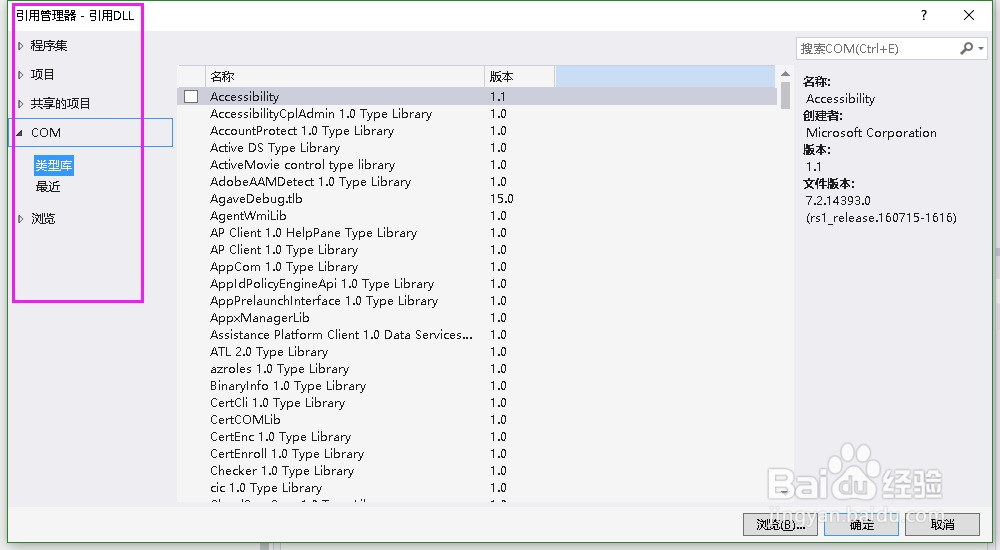 引用管理器 - 引用DLL
?
程序集
项目
共享的项目
COM
类型库
最近
浏览
名称 版本
Accessibility 1.1
AccessibilityCplAdmin 1.0 Type Library 1.0
AccountProtect 1.0 Type Library 1.0
Active DS Type Library 1.0
ActiveMovie control type library 1.0
AdobeAAMDetect 1.0 Type Library 1.0
AgaveDebug.tlb 15.0
AgentWmiLib 1.0
AP Client 1.0 HelpPane Type Library 1.0
AP Client 1.0 Type Library 1.0
AppCom 1.0 Type Library 1.0
AppIdPolicyEngineApi 1.0 Type Library 1.0
AppPrelaunchInterface 1.0 Type Library 1.0
AppxManagerLib 1.0
Assistance Platform Client 1.0 Data Services... 1.0
ATL 2.0 Type Library 1.0
azroles 1.0 Type Library 1.0
BinaryInfo 1.0 Type Library 1.0
CertCli 1.0 Type Library 1.0
CertCOMLib 1.0
CertEnc 1.0 Type Library 1.0
CertEnroll 1.0 Type Library 1.0
Checker 1.0 Type Library 1.0
cic 1.0 Type Library 1.0
搜索COM(Ctrl+E)
名称:
Accessibility
创建者:
Microsoft Corporation
版本:
1.1
文件版本:
7.2.14393.0
(rs1_release.160715-1616)
Baidu 经验
jingyan.baidu.com
浏览(B)... 确定 取消